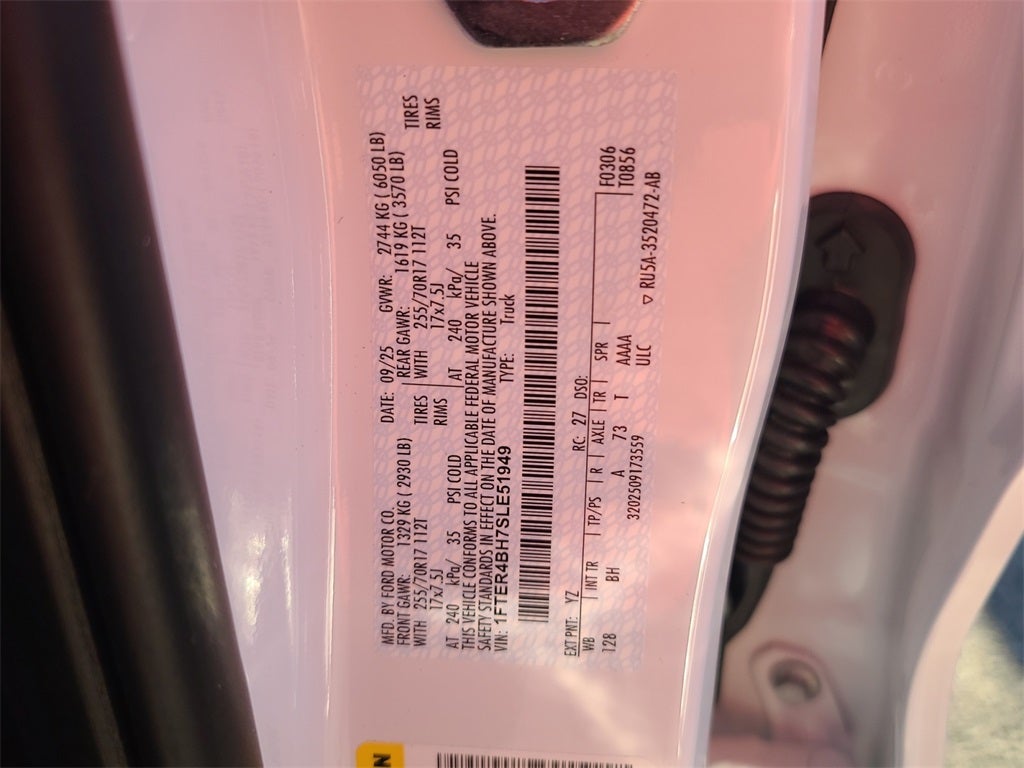 MFD. BY FORD MOTOR CO. DATE: 09/25 GVWR: 2744 KG ( 6050 LB)
FRONT GAWR: 1329 KG ( 2930 LB) REAR GAWR: 1619 KG ( 3570 LB)
WITH 255/70R17 112T TIRES WITH 255/70R17 112T TIRES
17x7.5J RIMS 17x7.5J RIMS
AT 240 kPa/ 35 PSI COLD AT 240 kPa/ 35 PSI COLD
THIS VEHICLE CONFORMS TO ALL APPLICABLE FEDERAL MOTOR VEHICLE
SAFETY STANDARDS IN EFFECT ON THE DATE OF MANUFACTURE SHOWN ABOVE.
VIN: 1FTER4BH7SLE51949 TYPE: Truck
EXT PNT: YZ RC: 27 DSO: F0306
WB INT TR TP/PS R AXLE TR SPR T0856
128 BH A 73 T AAAA
3202509173559 ULC ▽ RU5A-3520472-AB